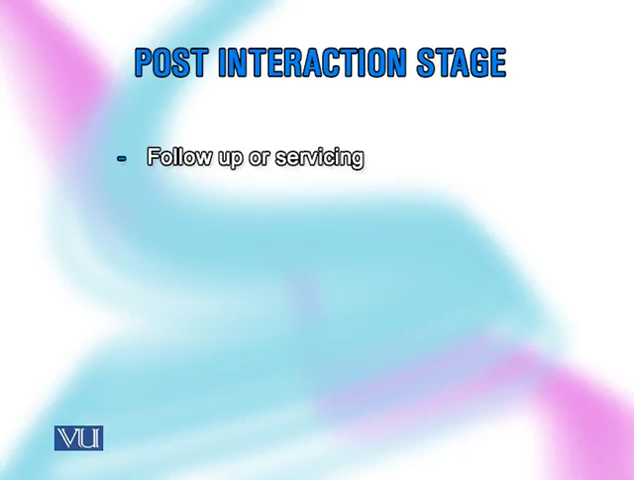 POST INTERACTION STAGE
- Follow up or servicing
VU